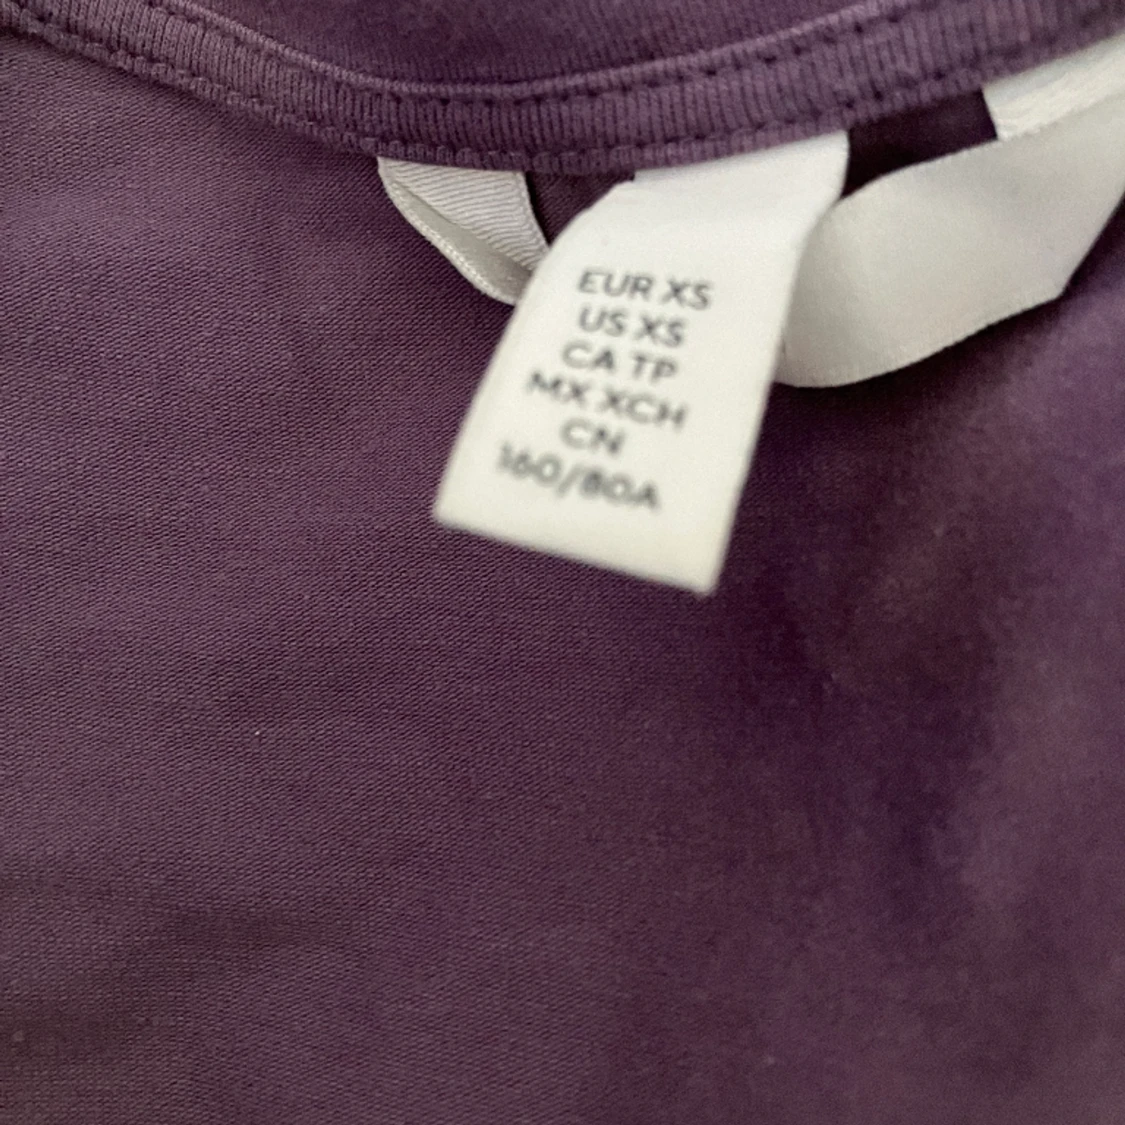 EUR XS
US XS
CA TP
MX XCH
CN
160/80A